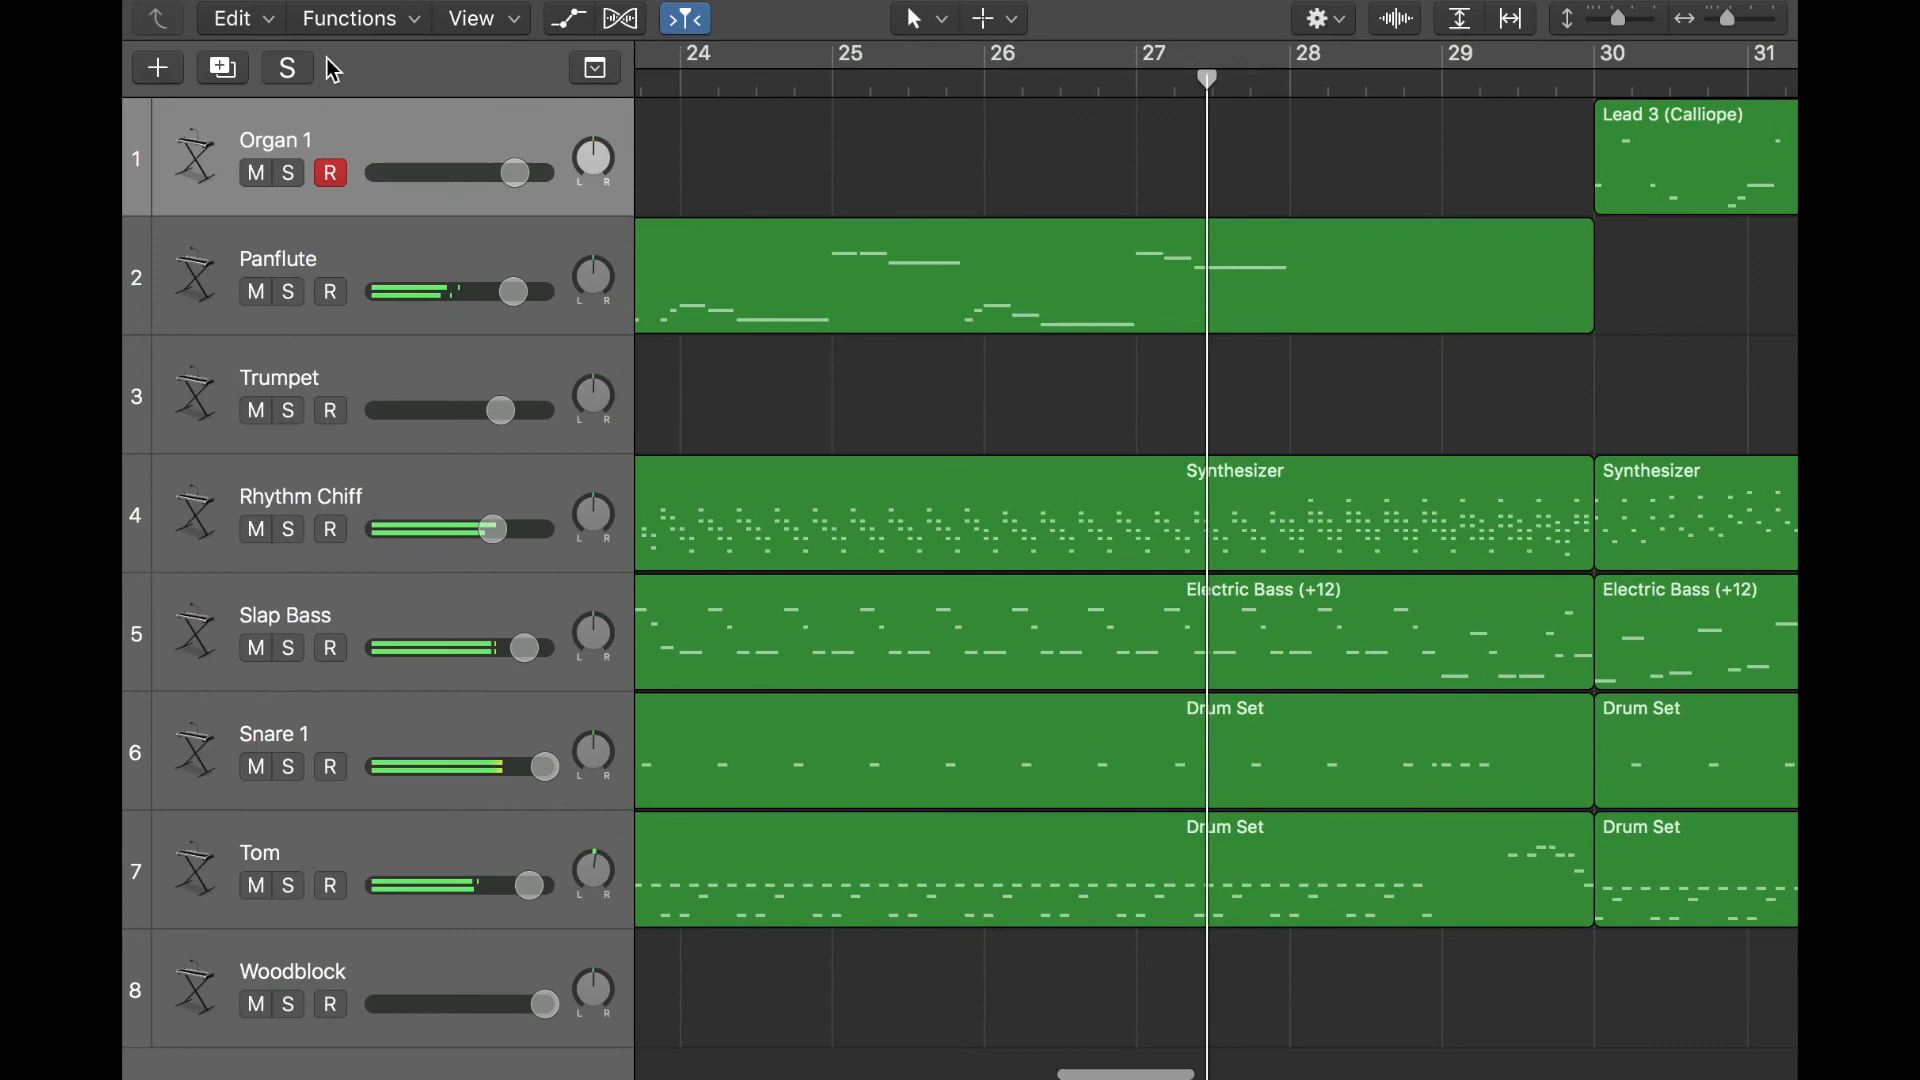 Edit Functions View
24 25 26 27 28 29 30 31
S
1 Organ 1 Lead 3 (Calliope)
M S R
L R
2 Panflute
M S R
L R
3 Trumpet
M S R
L R
4 Rhythm Chiff Synthesizer Synthesizer
M S R
L R
5 Slap Bass Electric Bass (+12) Electric Bass (+12)
M S R
L R
6 Snare 1 Drum Set Drum Set
M S R
L R
7 Tom Drum Set Drum Set
M S R
L R
8 Woodblock
M S R
L R